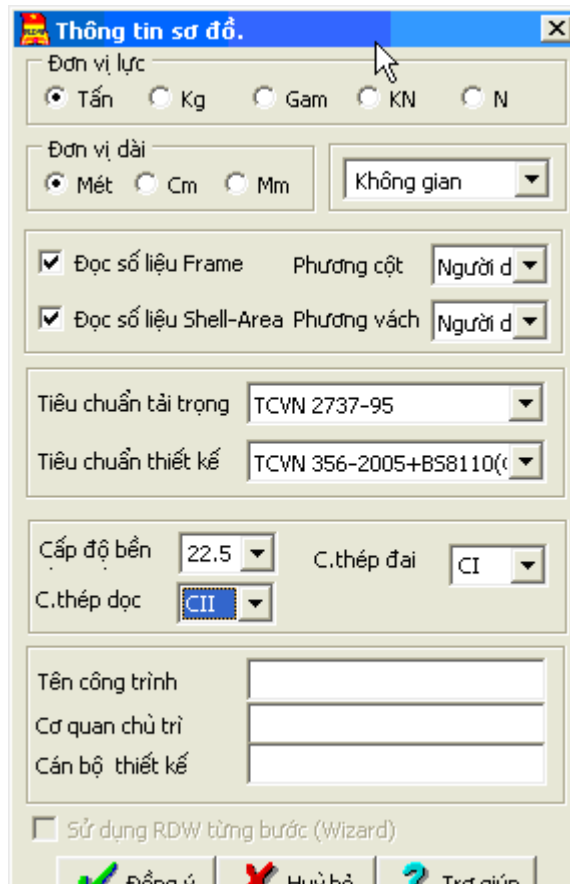 Thông tin sơ đồ.
Đơn vị lực
Tấn Kg Gam KN N
Đơn vị dài
Mét Cm Mm Không gian
Đọc số liệu Frame Phương cột Người d
Đọc số liệu Shell-Area Phương vách Người d
Tiêu chuẩn tải trọng TCVN 2737-95
Tiêu chuẩn thiết kế TCVN 356-2005+BS8110(
Cấp độ bền 22.5 C.thép đai CI
C.thép dọc CII
Tên công trình
Cơ quan chủ trì
Cán bộ thiết kế
Sử dụng RDW từng bước (Wizard)
Đồng ý Huỷ bỏ Trợ giúp